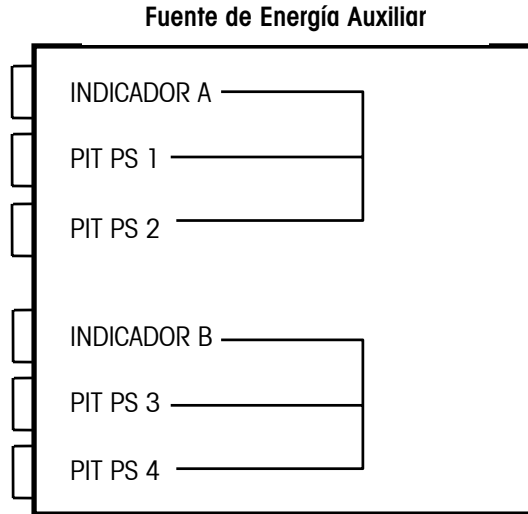 Fuente de Energía Auxiliar
INDICADOR A
PIT PS 1
PIT PS 2
INDICADOR B
PIT PS 3
PIT PS 4